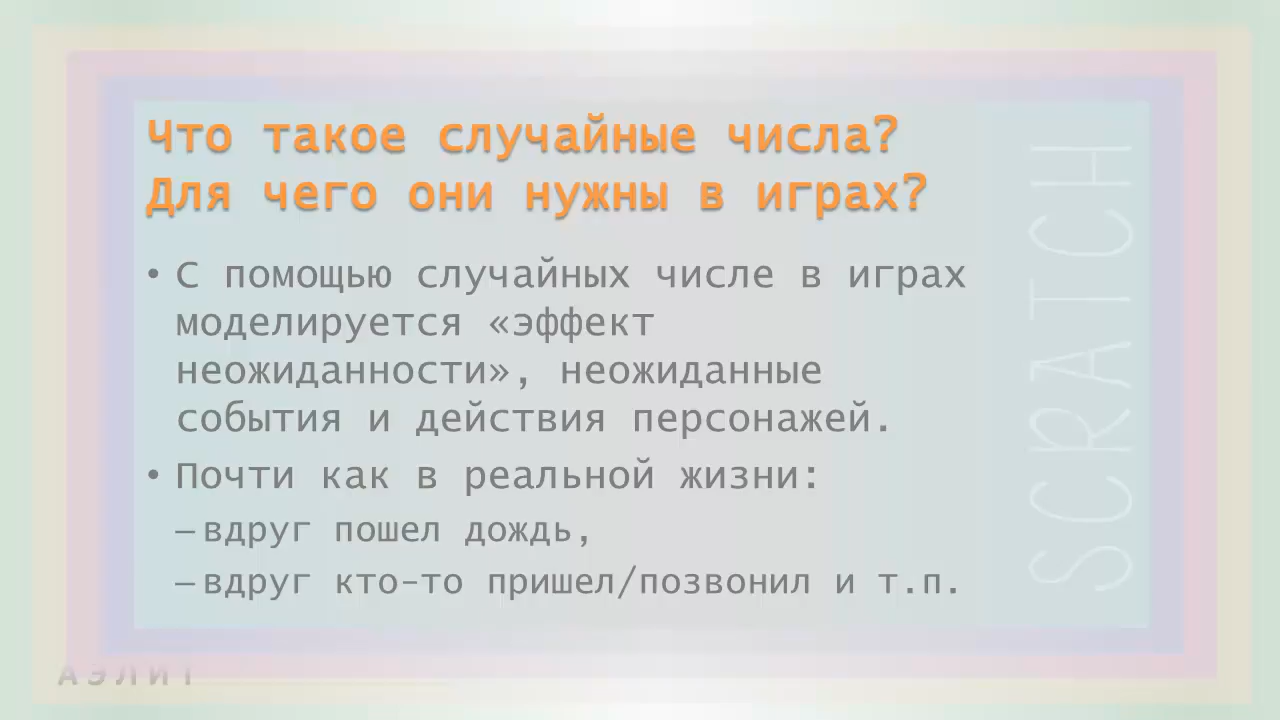 Что такое случайные числа?
Для чего они нужны в играх?
• С помощью случайных числе в играх
моделируется «эффект
неожиданности», неожиданные
события и действия персонажей.
• Почти как в реальной жизни:
–вдруг пошел дождь,
–вдруг кто-то пришел/позвонил и т.п.
SCRATCH
АЭЛИТ